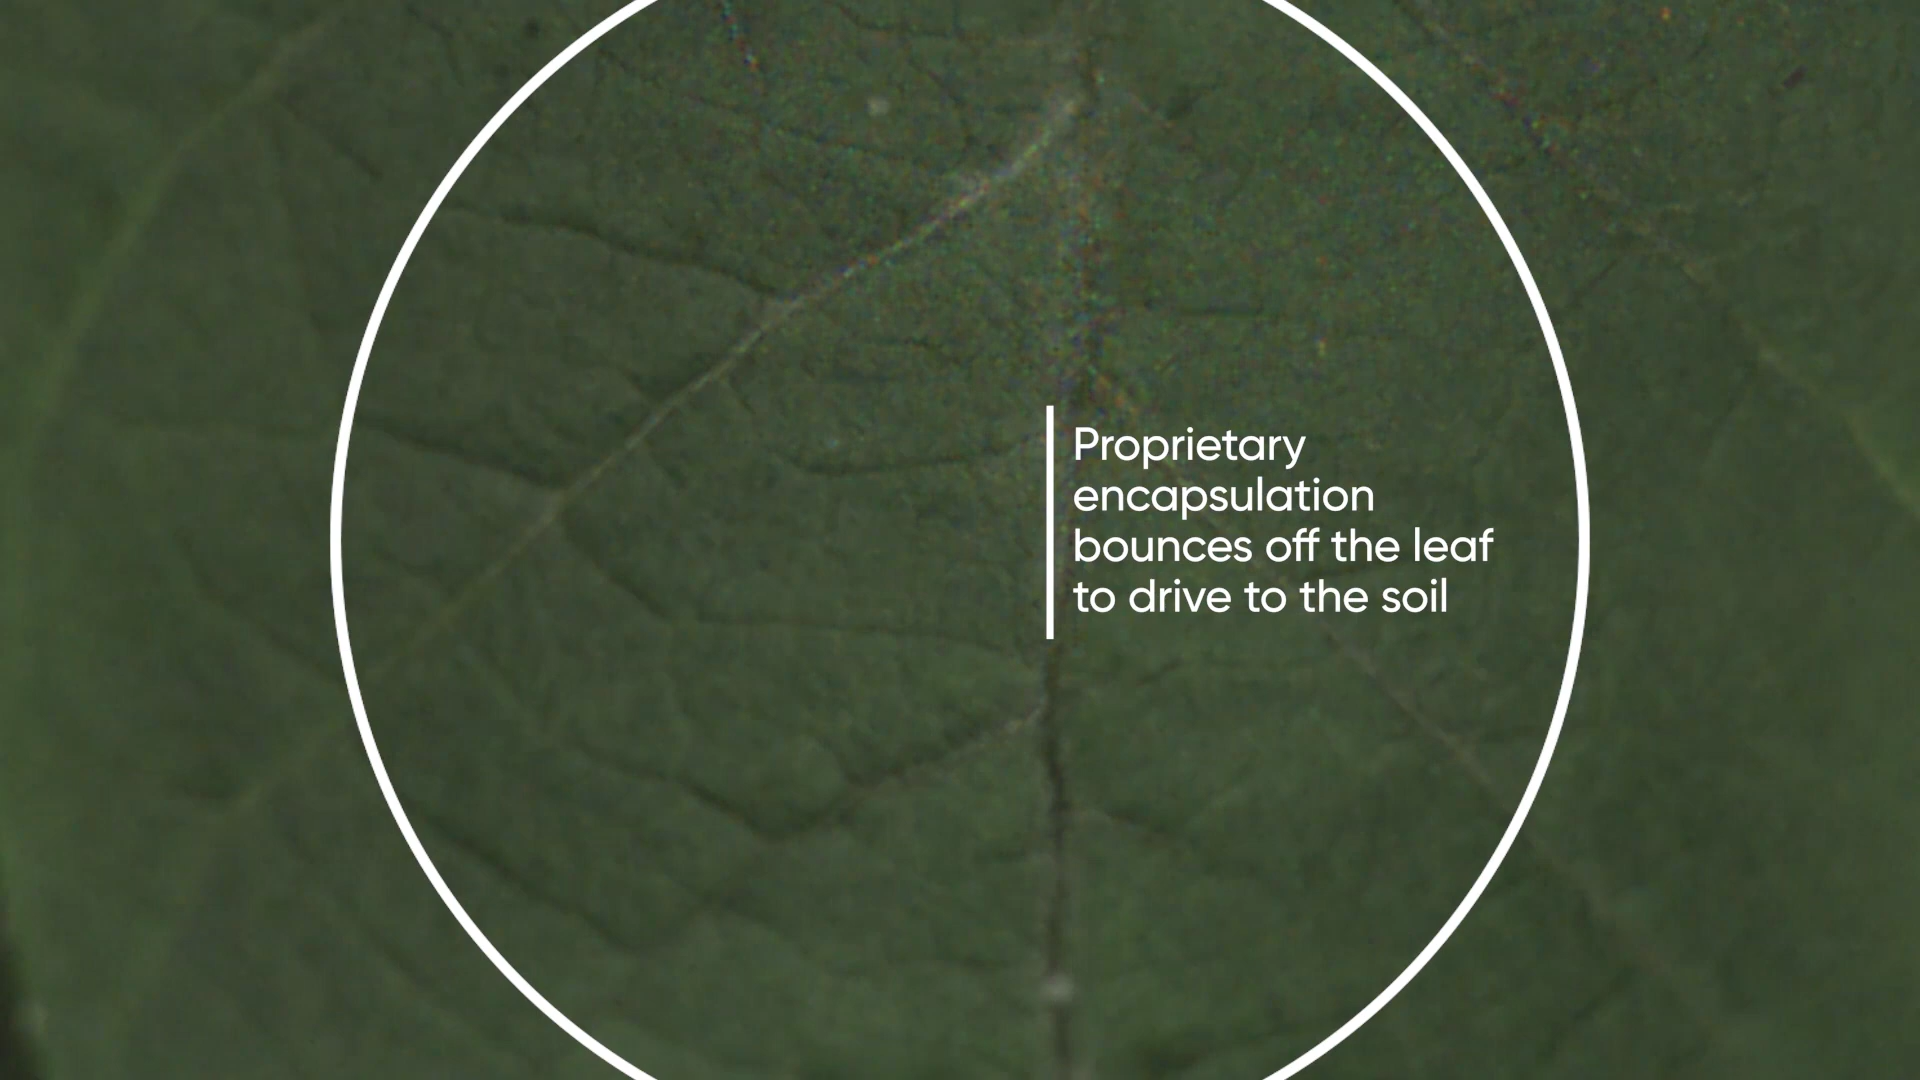 Proprietary
encapsulation
bounces off the leaf
to drive to the soil